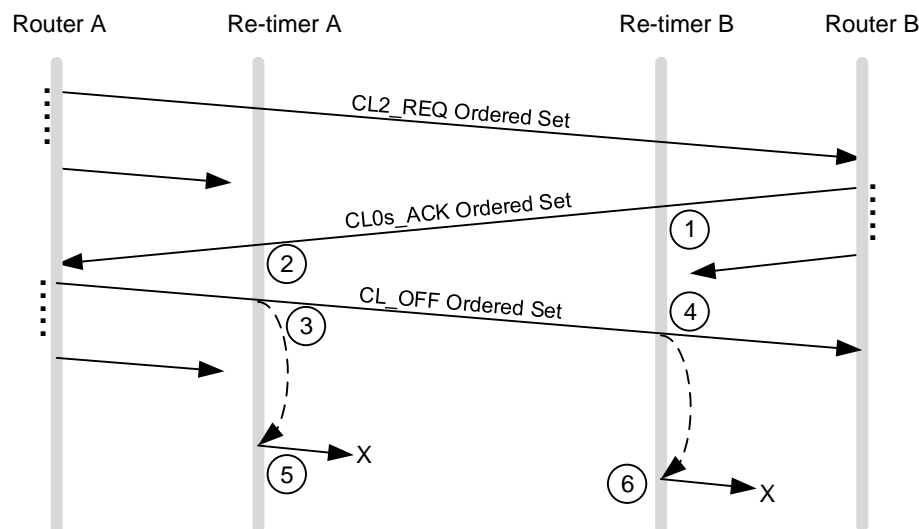 Router A
Re-timer A
Re-timer B
Router B
CL2_REQ Ordered Set
CL0s_ACK Ordered Set
1
2
CL_OFF Ordered Set
3
4
X
5
6
X